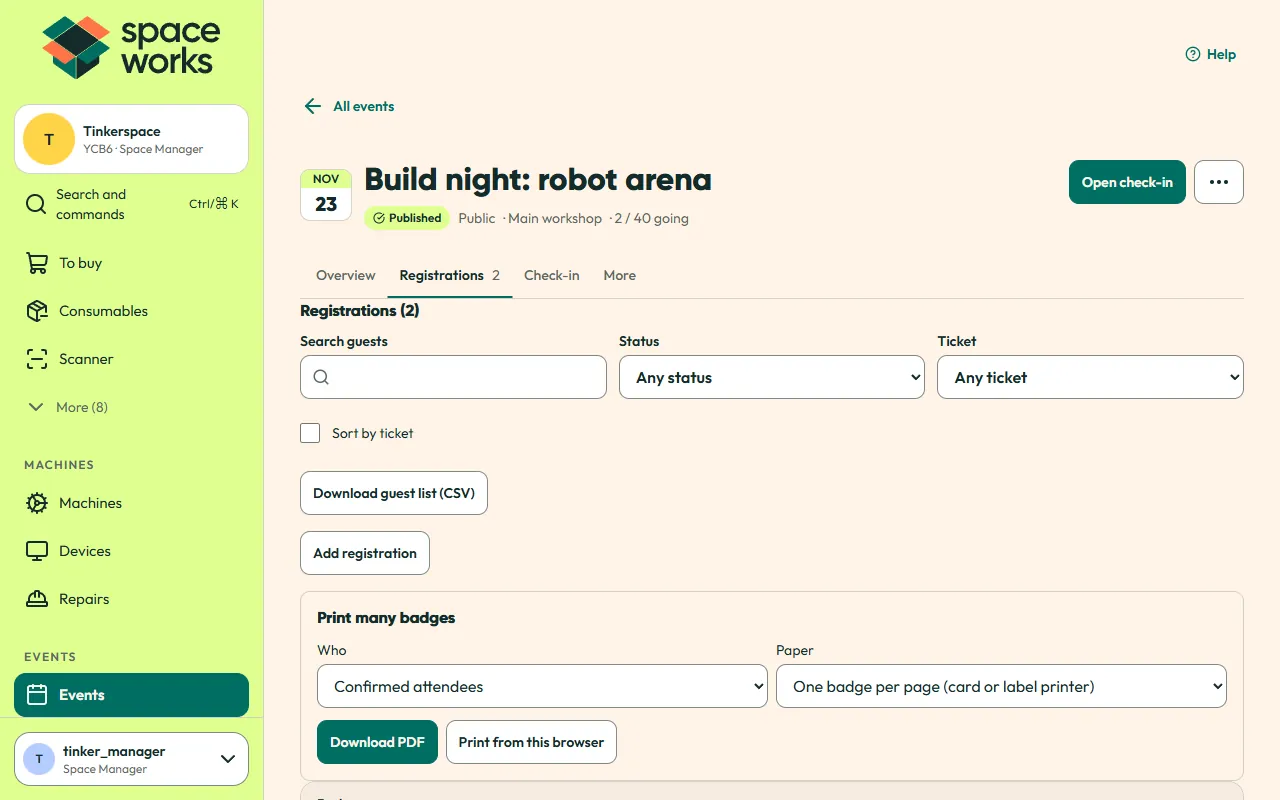 space
works
Tinkerspace
YCB6 · Space Manager
T
Search and
commands
Ctrl/⌘ K
To buy
Consumables
Scanner
More (8)
MACHINES
Machines
Devices
Repairs
EVENTS
Events
T
tinker_manager
Space Manager
Help
All events
NOV
23
Build night: robot arena
Published
Public · Main workshop · 2 / 40 going
Open check-in
Overview
Registrations 2
Check-in
More
Registrations (2)
Search guests
Status
Ticket
Any status
Any ticket
Sort by ticket
Download guest list (CSV)
Add registration
Print many badges
Who
Paper
Confirmed attendees
One badge per page (card or label printer)
Download PDF
Print from this browser